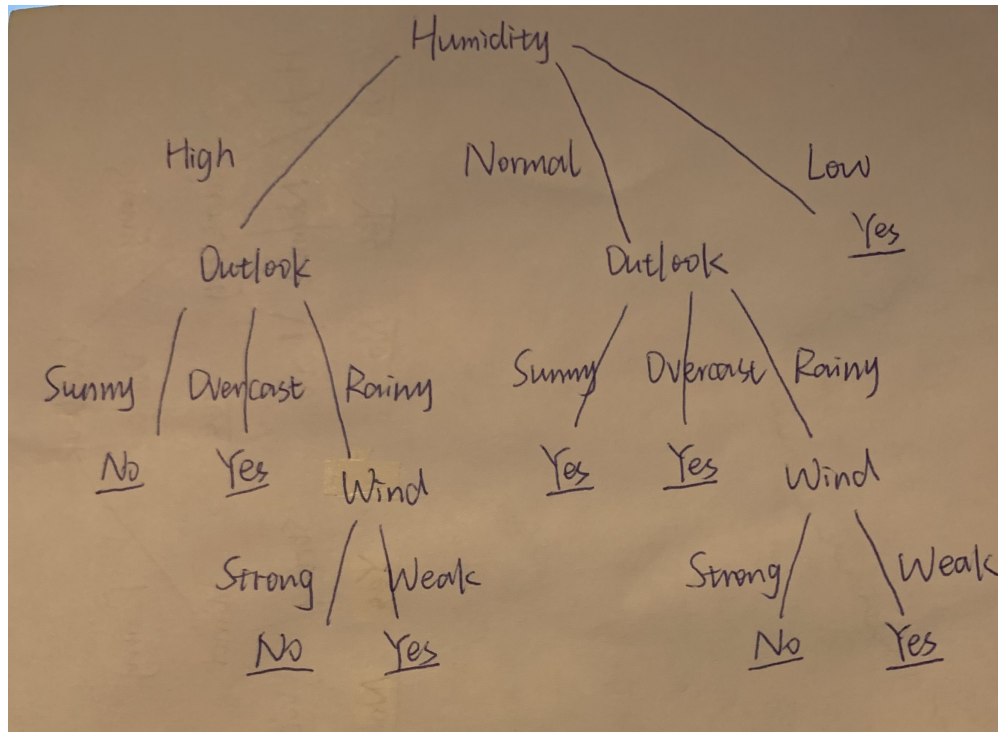 Humidity
High Normal Low
Yes
Outlook Outlook
Sunny Overcast Rainy Sunny Overcast Rainy
No Yes Wind Yes Yes Wind
Strong Weak Strong Weak
No Yes No Yes